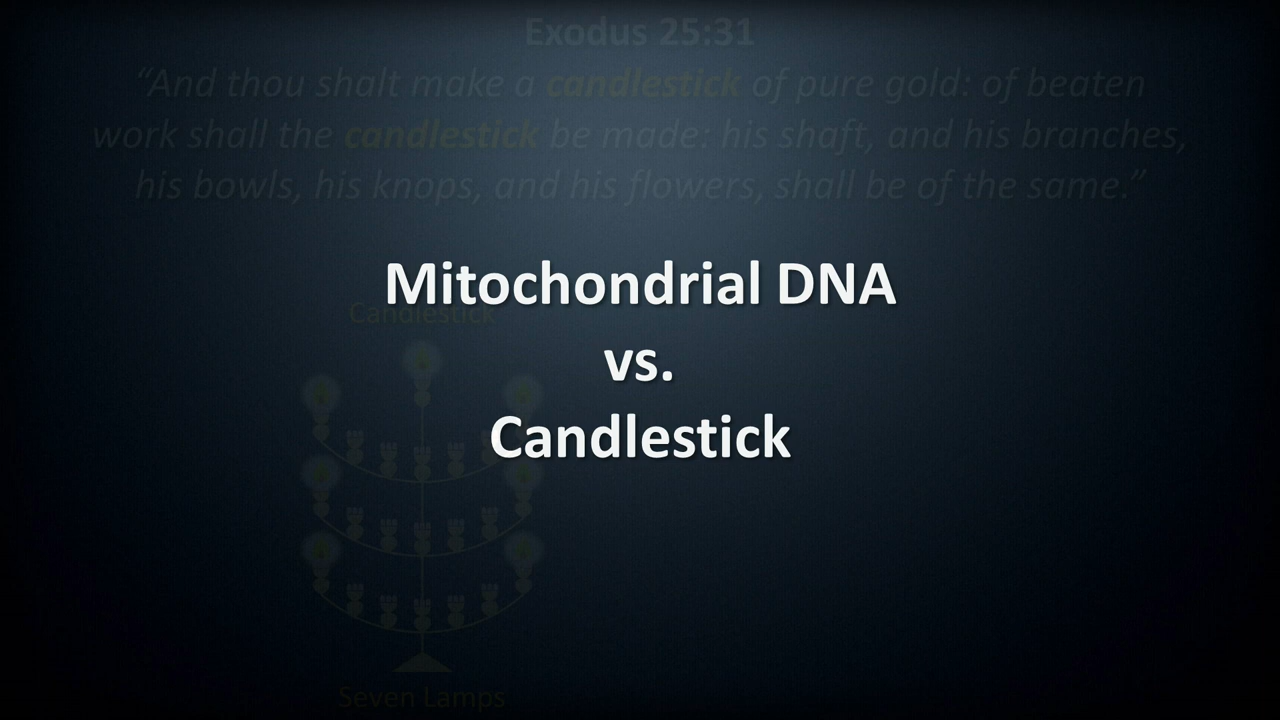 Exodus 25:31
“And thou shalt make a candlestick of pure gold: of beaten
work shall the candlestick be made: his shaft, and his branches,
his bowls, his knops, and his flowers, shall be of the same.”
Mitochondrial DNA
Candlestick
vs.
Candlestick
Seven Lamps